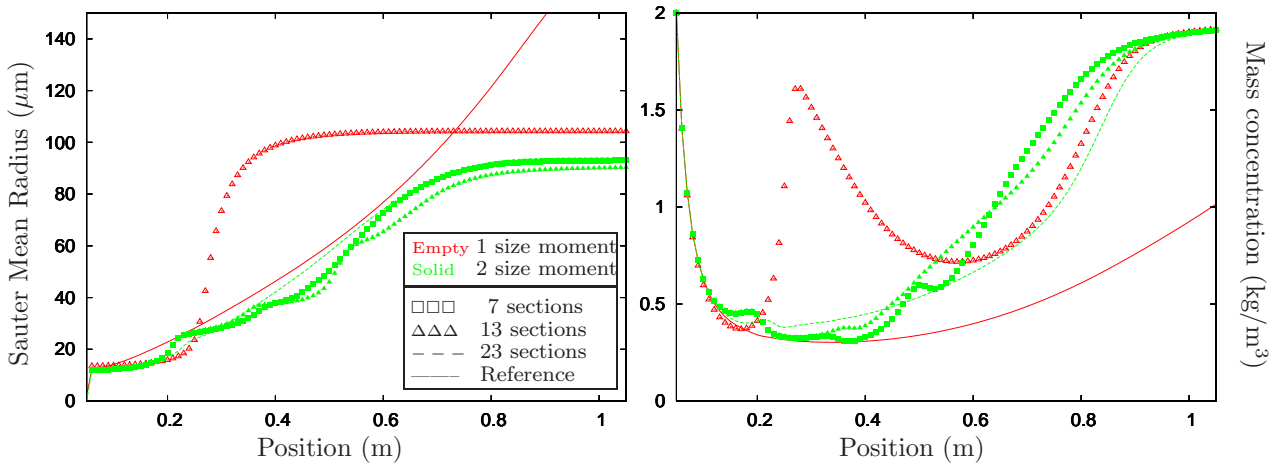 Sauter Mean Radius (μm)
140
120
100
80
60
40
20
0
0.2 0.4 0.6 0.8 1
Position (m)
Empty 1 size moment
Solid 2 size moment
7 sections
13 sections
23 sections
Reference
2
1.5
1
0.5
0
0.2 0.4 0.6 0.8 1
Position (m)
Mass concentration (kg/m³)